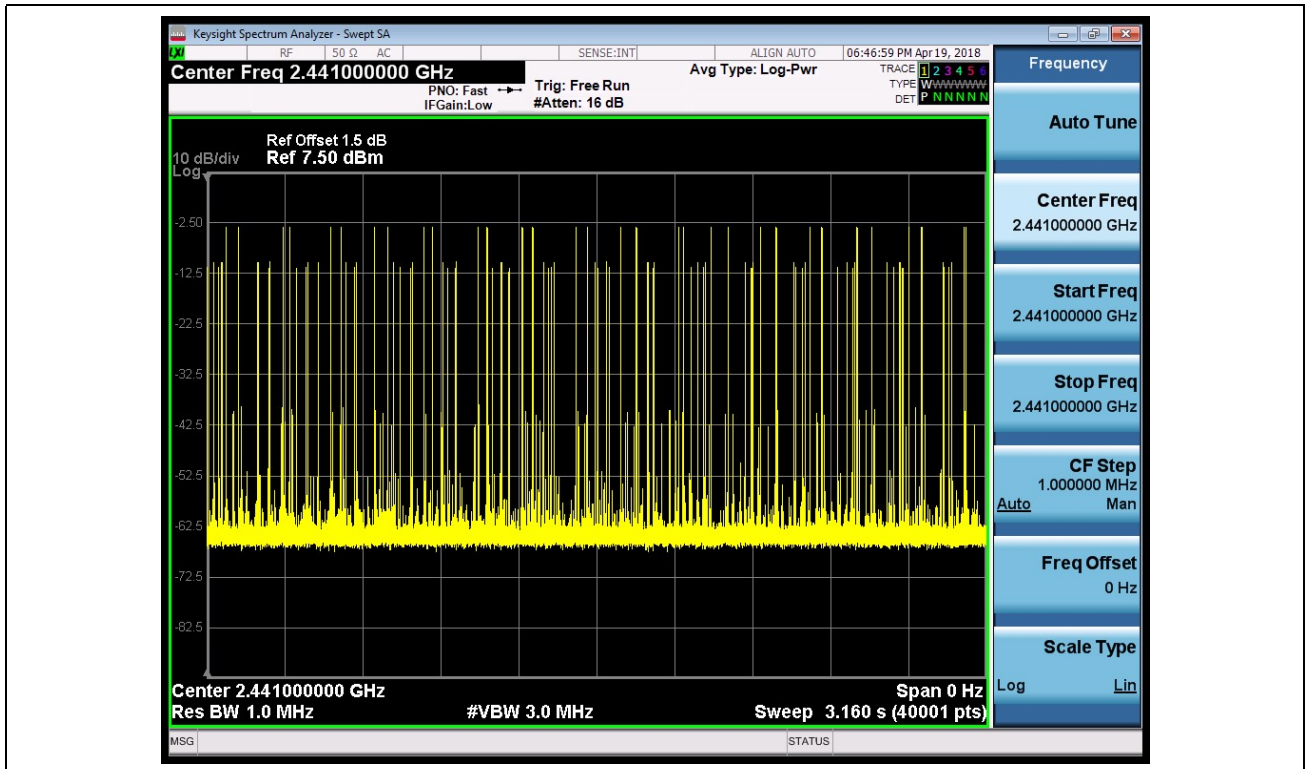 Keysight Spectrum Analyzer - Swept SA
LXI RF 50 Ω AC SENSE:INT ALIGN AUTO 06:46:59 PM Apr 19, 2018
Center Freq 2.441000000 GHz
PNO: Fast
IFGain:Low
Trig: Free Run
#Atten: 16 dB
Avg Type: Log-Pwr
TRACE 1 2 3 4 5 6
TYPE WWWWWW
DET P N N N N N
Ref Offset 1.5 dB
10 dB/div Ref 7.50 dBm
Log
-2.50
-12.5
-22.5
-32.5
-42.5
-52.5
-62.5
-72.5
-82.5
Center 2.441000000 GHz Span 0 Hz
Res BW 1.0 MHz #VBW 3.0 MHz Sweep 3.160 s (40001 pts)
MSG STATUS
Frequency
Auto Tune
Center Freq
2.441000000 GHz
Start Freq
2.441000000 GHz
Stop Freq
2.441000000 GHz
CF Step
1.000000 MHz
Auto Man
Freq Offset
0 Hz
Scale Type
Log Lin